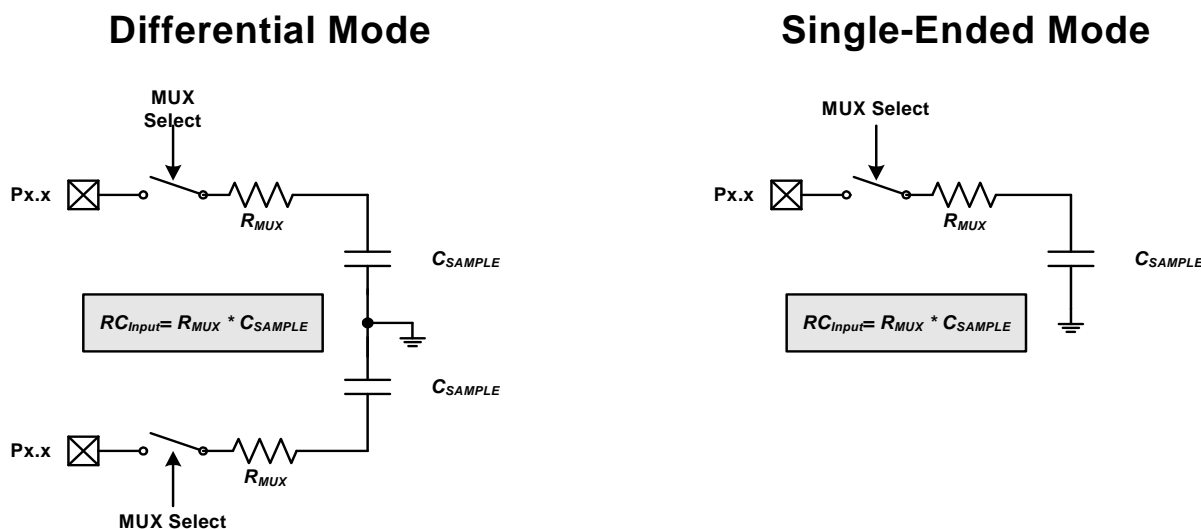 Differential Mode
MUX
Select
Px.x
R_MUX
C_SAMPLE
RC_Input= R_MUX * C_SAMPLE
C_SAMPLE
Px.x
R_MUX
MUX Select
Single-Ended Mode
MUX Select
Px.x
R_MUX
C_SAMPLE
RC_Input= R_MUX * C_SAMPLE